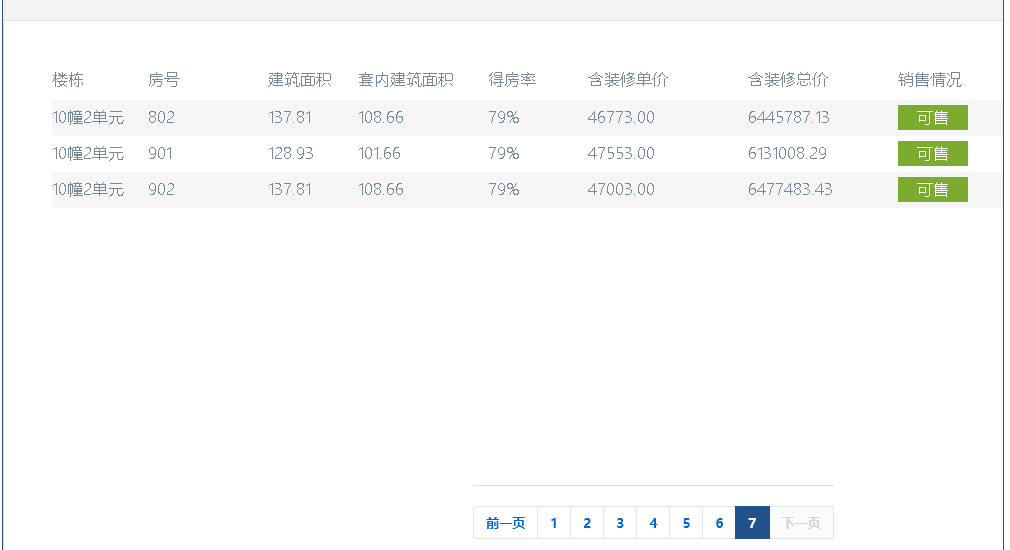 楼栋 房号 建筑面积 套内建筑面积 得房率 含装修单价 含装修总价 销售情况
10幢2单元 802 137.81 108.66 79% 46773.00 6445787.13 可售
10幢2单元 901 128.93 101.66 79% 47553.00 6131008.29 可售
10幢2单元 902 137.81 108.66 79% 47003.00 6477483.43 可售
前一页 1 2 3 4 5 6 7 下一页